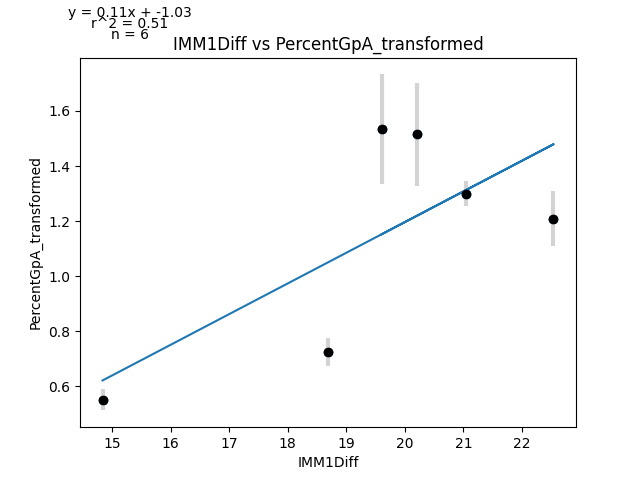 y = 0.11x + -1.03
r^2 = 0.51
n = 6
IMM1Diff vs PercentGpA_transformed
PercentGpA_transformed
1.6
1.4
1.2
1.0
0.8
0.6
15 16 17 18 19 20 21 22
IMM1Diff